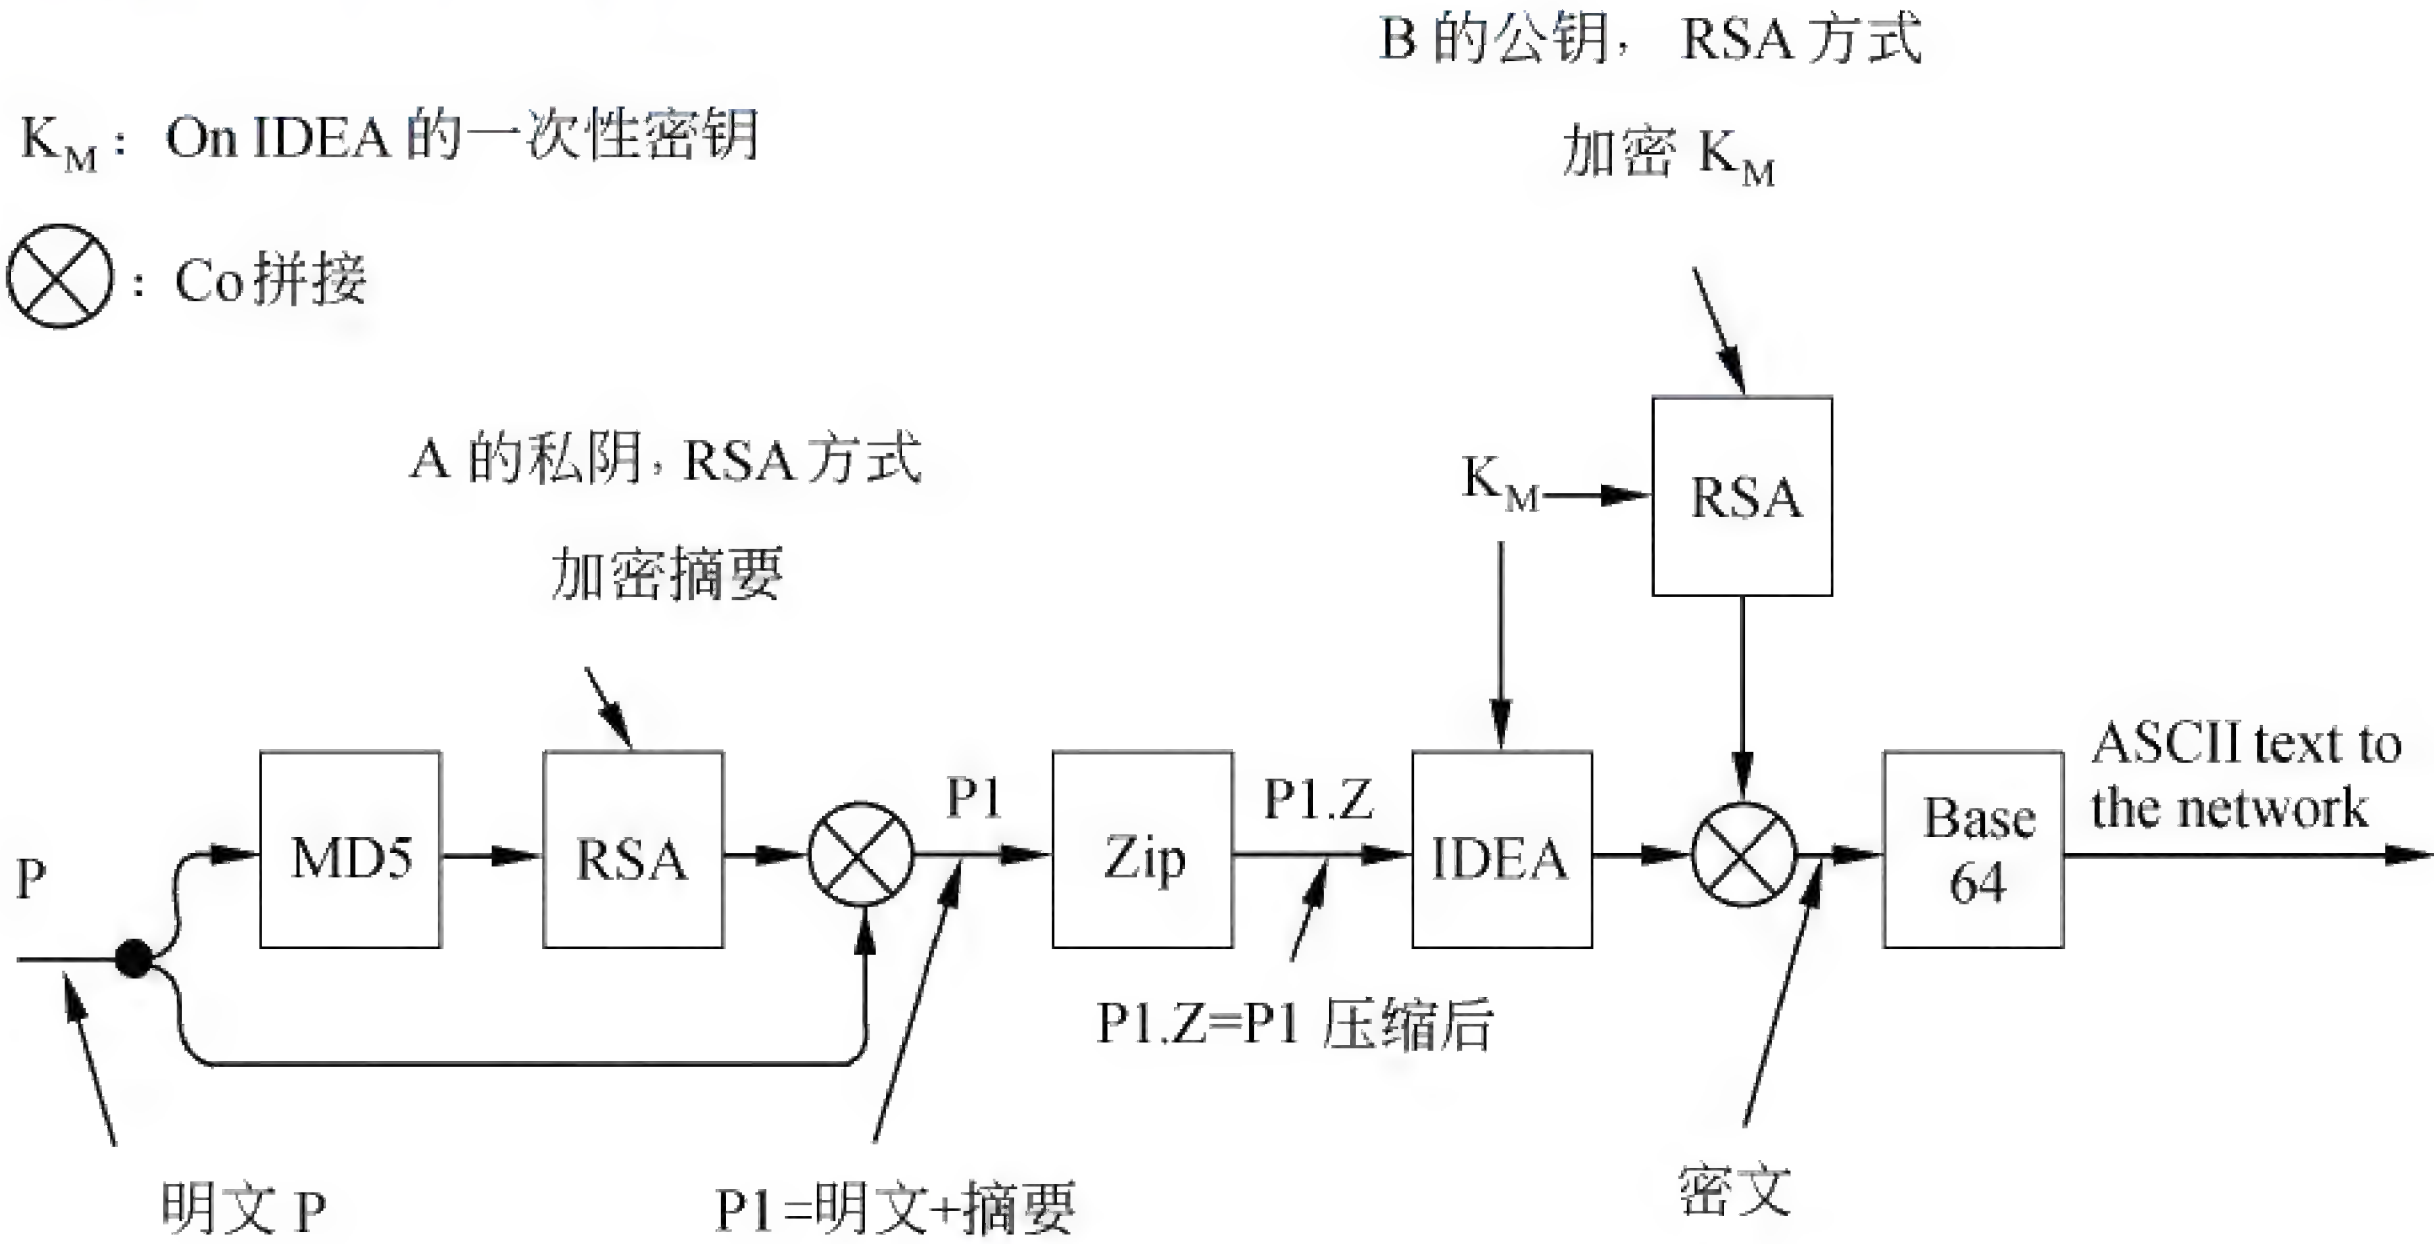 B 的公钥， RSA 方式
加密 KM
KM： On IDEA 的一次性密钥
：Co拼接
A 的私阴，RSA 方式
加密摘要
KM
RSA
P
MD5
RSA
P1
Zip
P1.Z
IDEA
Base
64
ASCII text to
the network
P1.Z=P1 压缩后
明文 P
P1=明文+摘要
密文